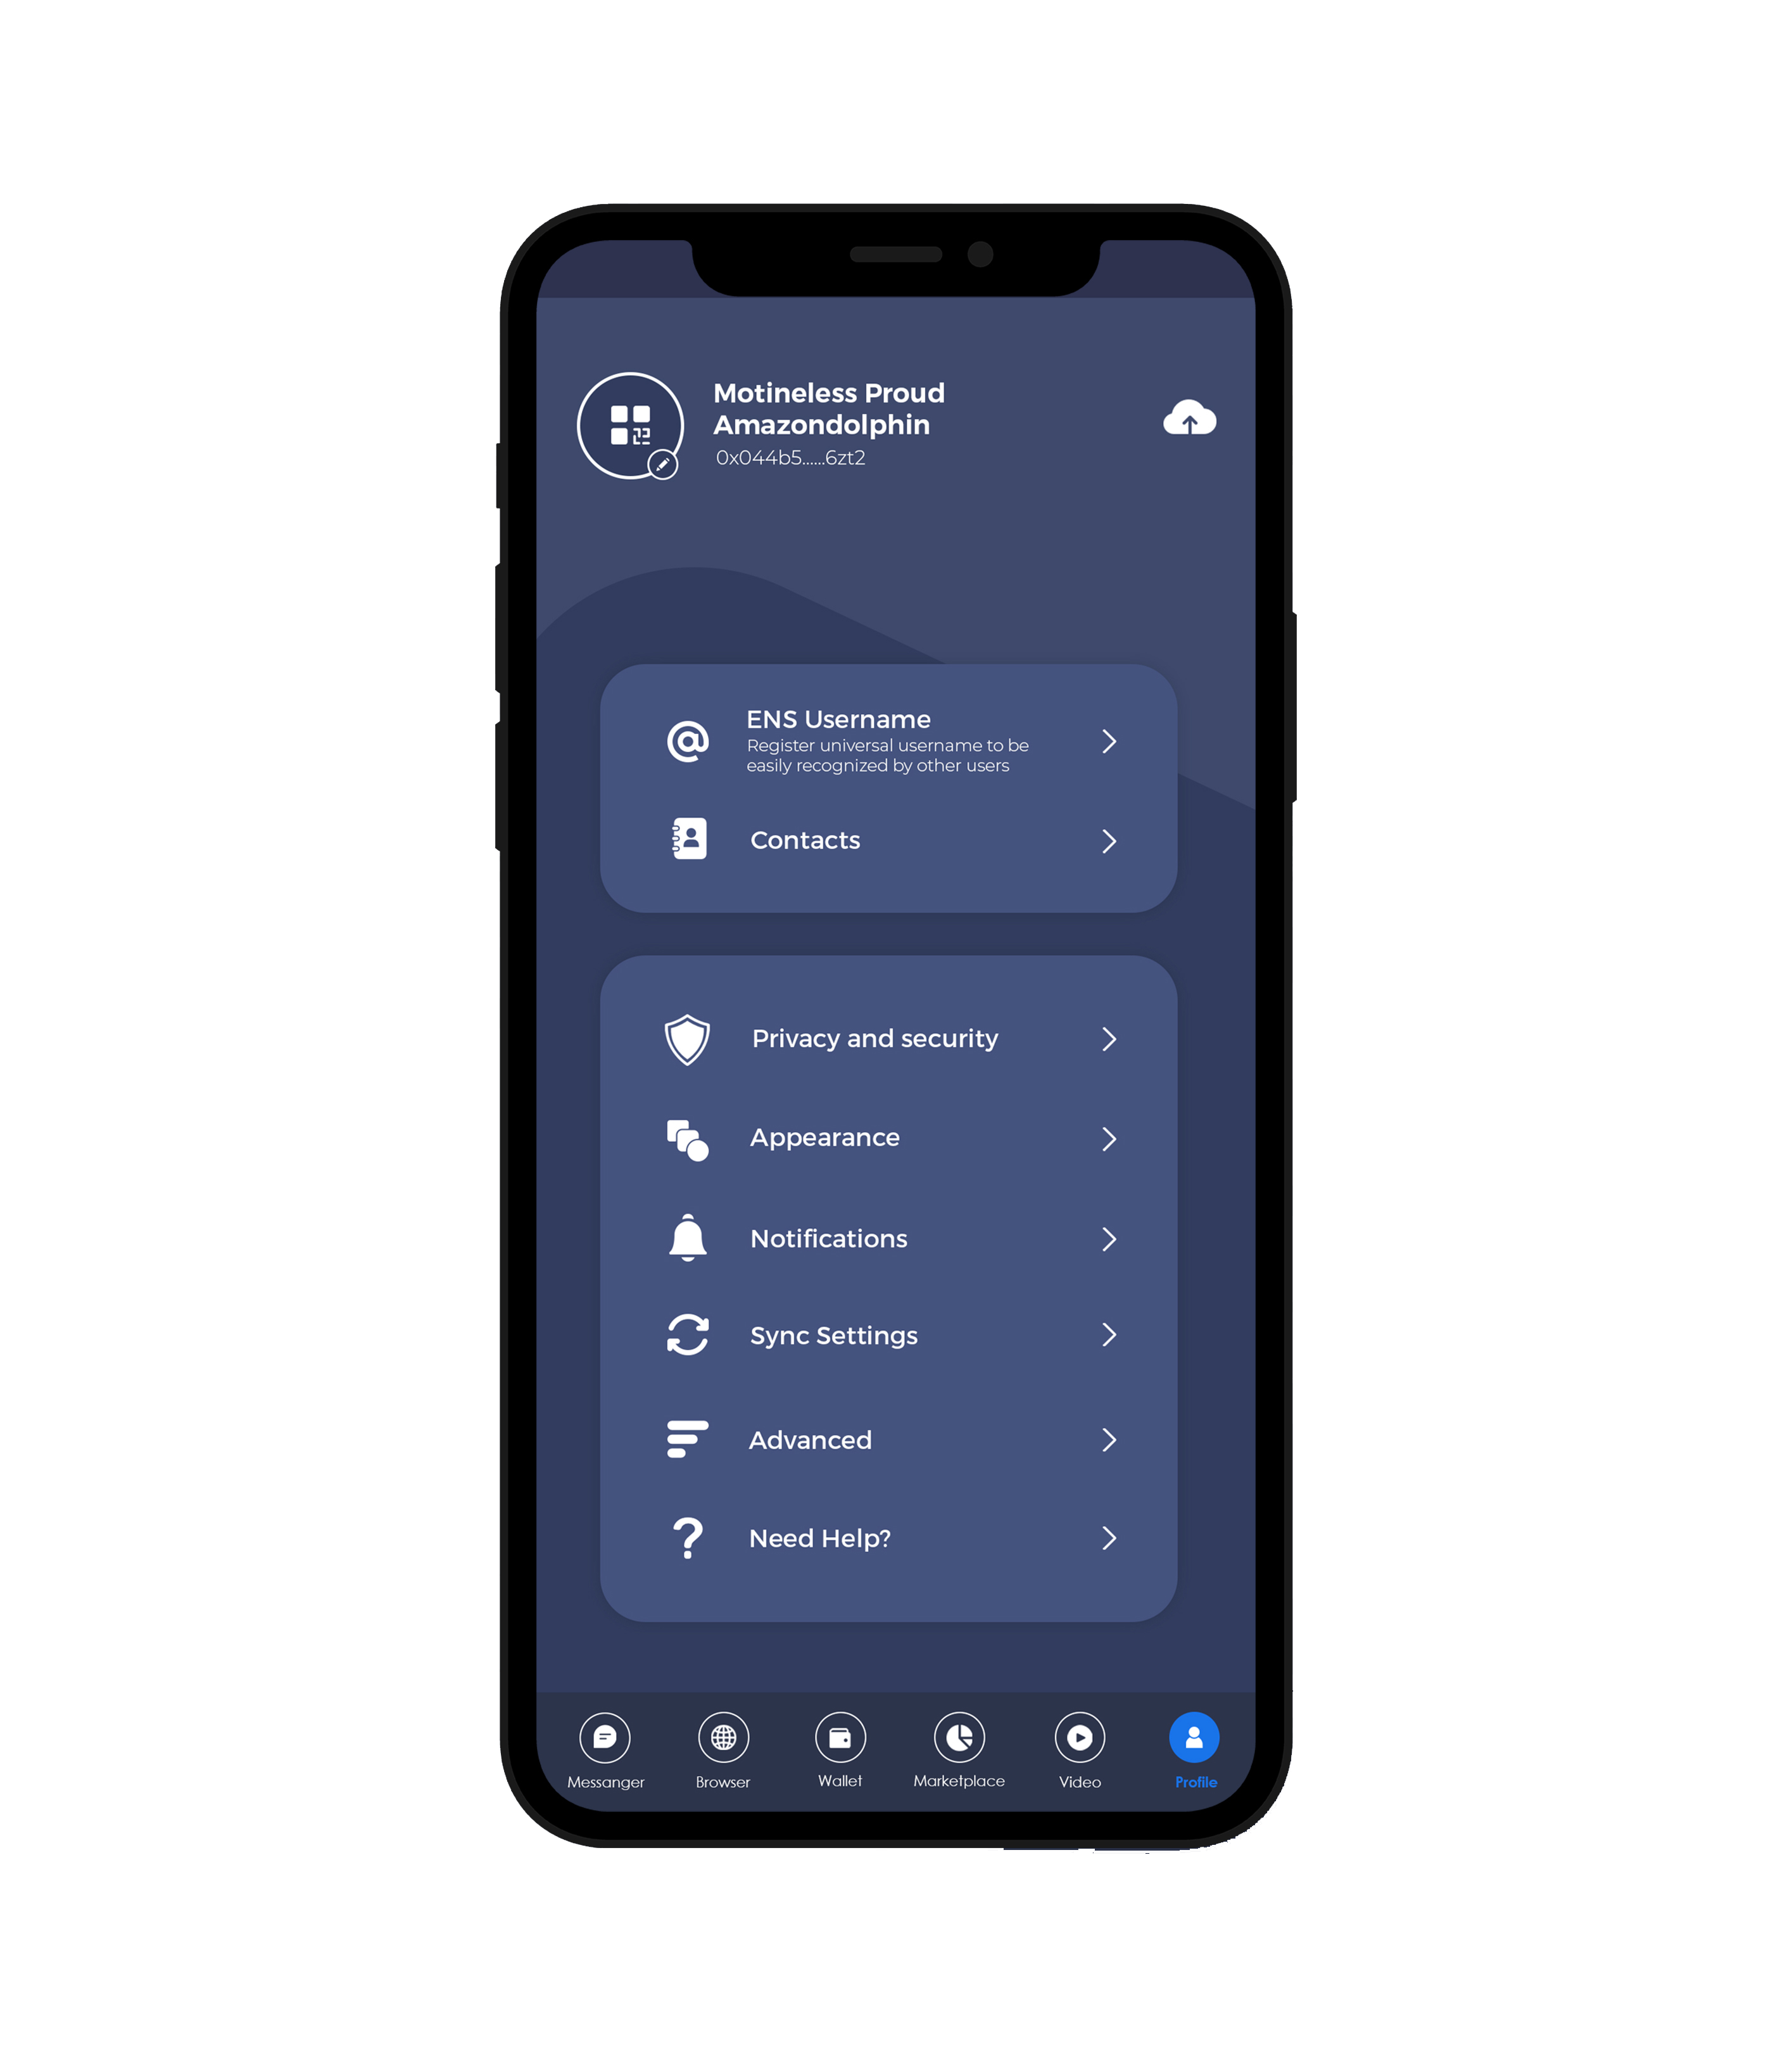 Motineless Proud
Amazondolphin
0x044b5......6zt2
ENS Username
Register universal username to be
easily recognized by other users
Contacts
Privacy and security
Appearance
Notifications
Sync Settings
Advanced
Need Help?
Messanger
Browser
Wallet
Marketplace
Video
Profile